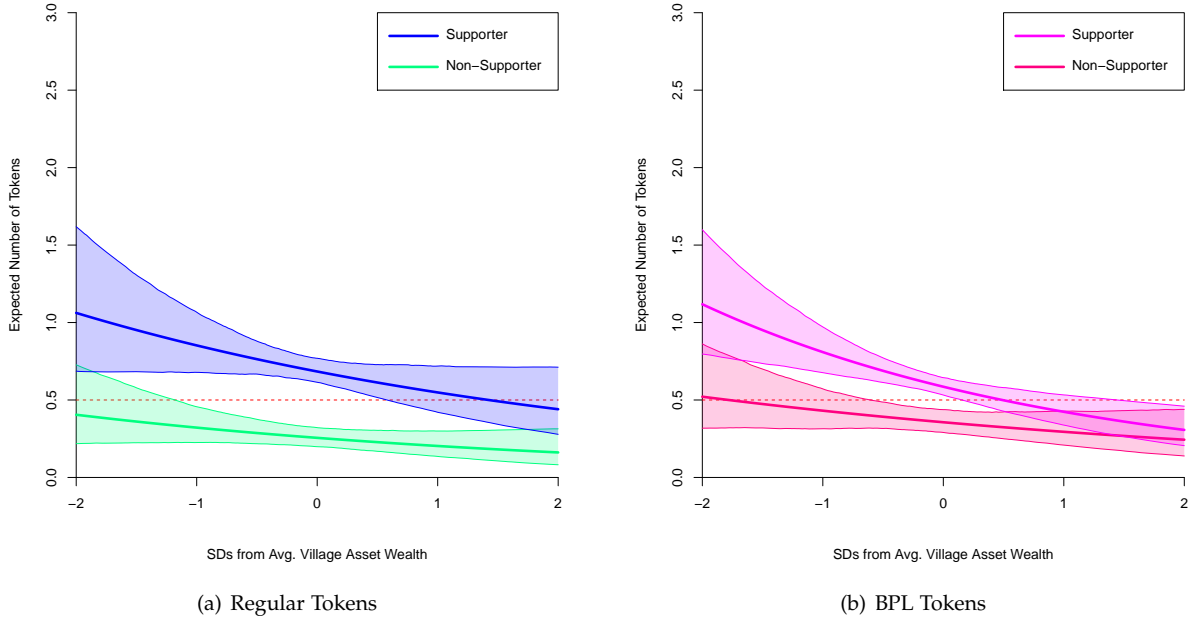 3.0
2.5
2.0
1.5
1.0
0.5
0.0
Expected Number of Tokens
Supporter
Non−Supporter
−2 −1 0 1 2
SDs from Avg. Village Asset Wealth
(a) Regular Tokens
3.0
2.5
2.0
1.5
1.0
0.5
0.0
Expected Number of Tokens
Supporter
Non−Supporter
−2 −1 0 1 2
SDs from Avg. Village Asset Wealth
(b) BPL Tokens